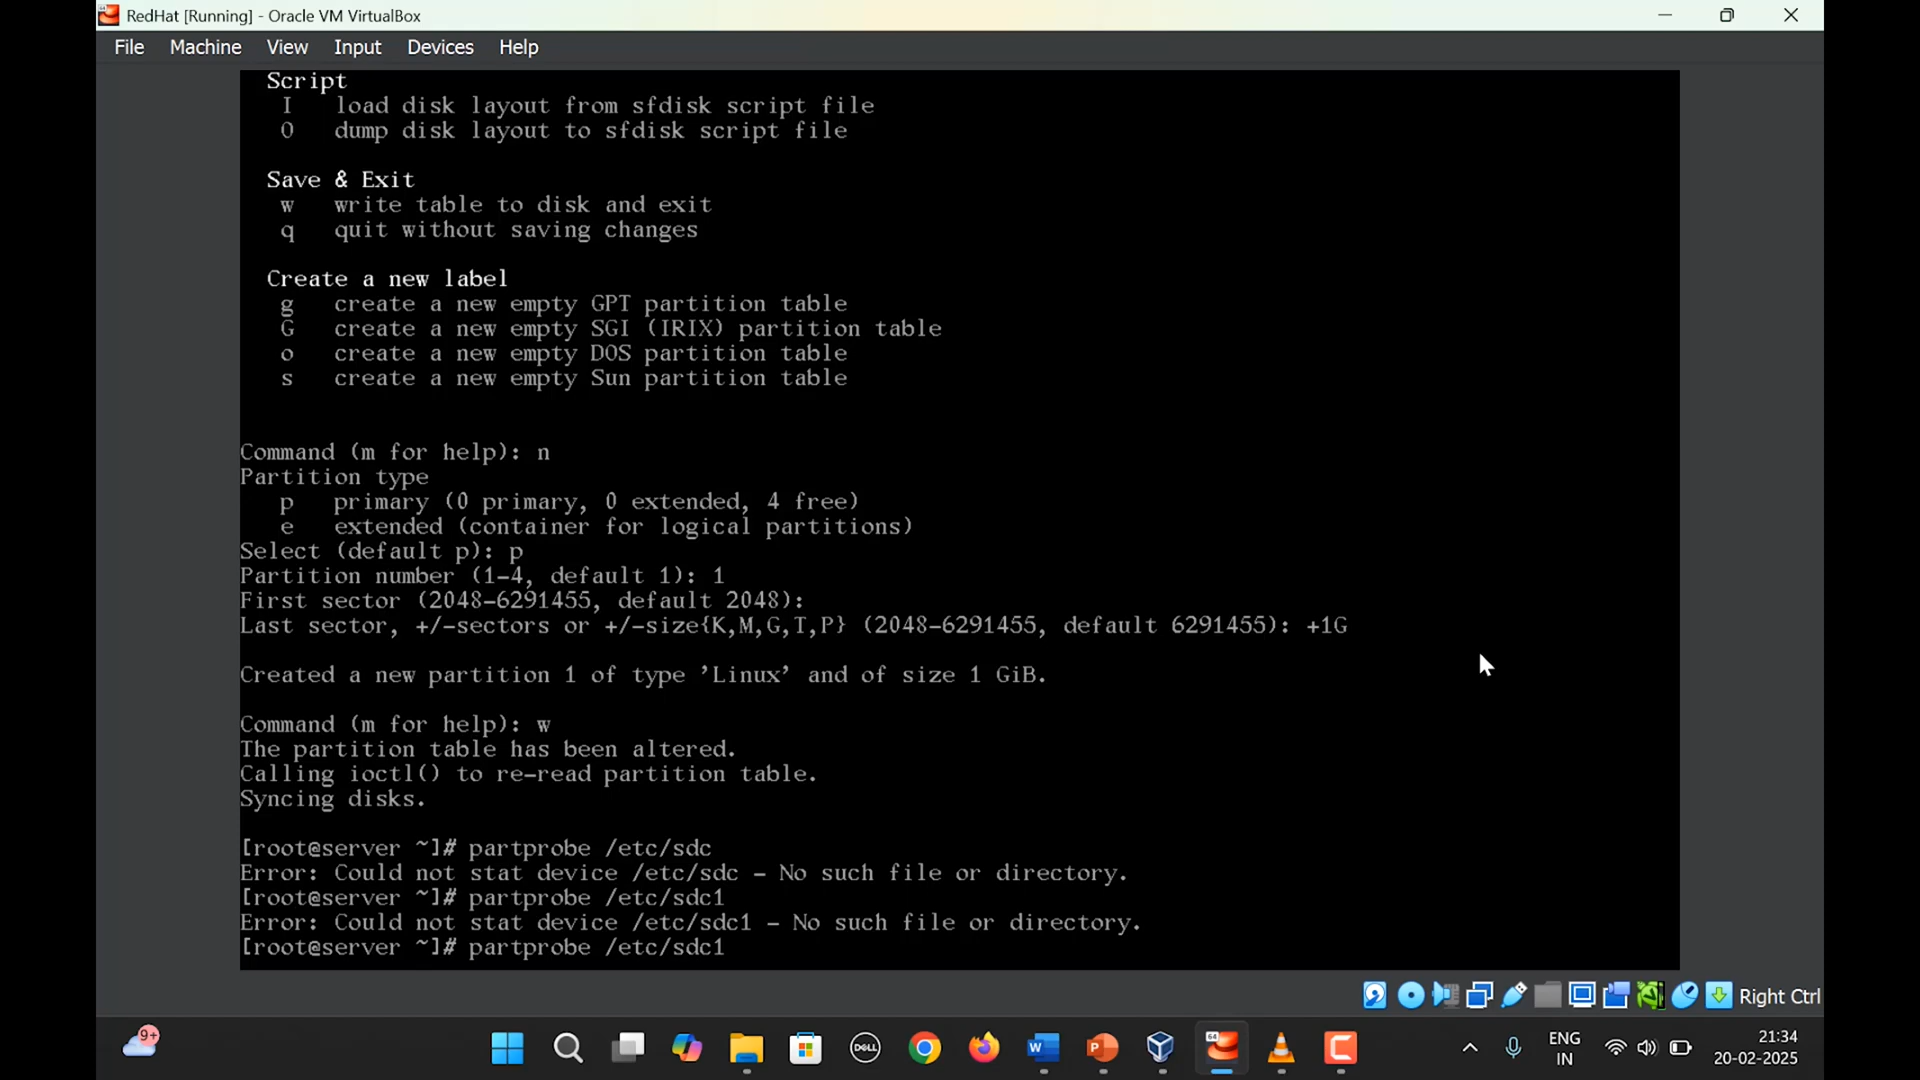 RedHat [Running] - Oracle VM VirtualBox
File Machine View Input Devices Help
Script
I load disk layout from sfdisk script file
O dump disk layout to sfdisk script file
Save & Exit
w write table to disk and exit
q quit without saving changes
Create a new label
g create a new empty GPT partition table
G create a new empty SGI (IRIX) partition table
o create a new empty DOS partition table
s create a new empty Sun partition table
Command (m for help): n
Partition type
p primary (0 primary, 0 extended, 4 free)
e extended (container for logical partitions)
Select (default p): p
Partition number (1-4, default 1): 1
First sector (2048-6291455, default 2048):
Last sector, +/-sectors or +/-size{K,M,G,T,P} (2048-6291455, default 6291455): +1G
Created a new partition 1 of type 'Linux' and of size 1 GiB.
Command (m for help): w
The partition table has been altered.
Calling ioctl() to re-read partition table.
Syncing disks.
[root@server ~]# partprobe /etc/sdc
Error: Could not stat device /etc/sdc - No such file or directory.
[root@server ~]# partprobe /etc/sdc1
Error: Could not stat device /etc/sdc1 - No such file or directory.
[root@server ~]# partprobe /etc/sdc1
Right Ctrl
9+
DELL
W
P
64
C
ENG
IN
21:34
20-02-2025